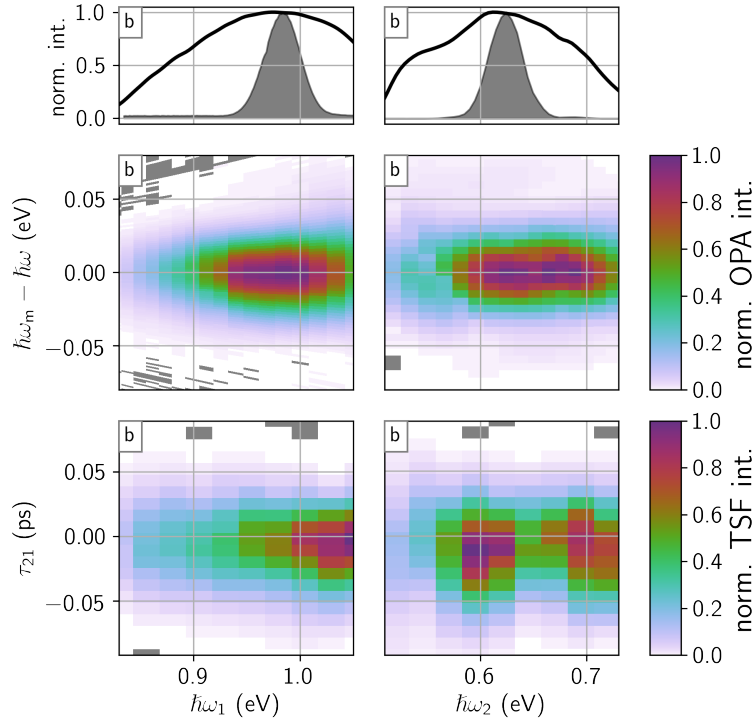 b
b
1.0
0.5
0.0
norm. int.
b
b
0.05
0.00
−0.05
ℏω_m − ℏω (eV)
1.0
0.8
0.6
0.4
0.2
0.0
norm. OPA int.
b
b
0.05
0.00
−0.05
τ_21 (ps)
1.0
0.8
0.6
0.4
0.2
0.0
norm. TSF int.
0.9 1.0
0.6 0.7
ℏω_1 (eV)
ℏω_2 (eV)